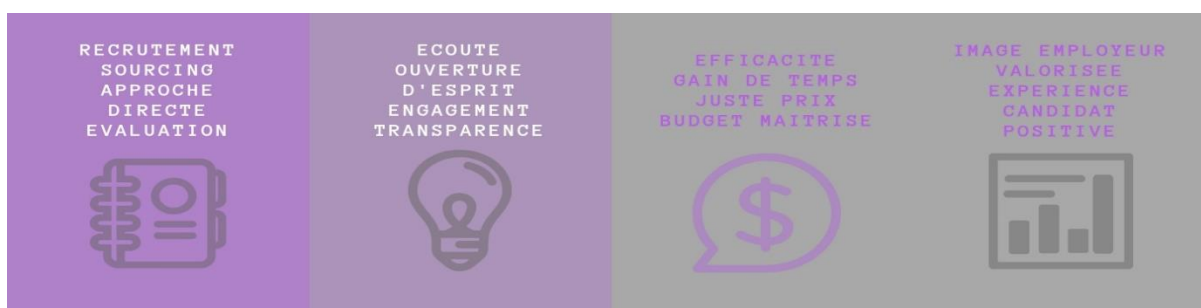 RECRUTEMENT
SOURCING
APPROCHE
DIRECTE
EVALUATION
ECOUTE
OUVERTURE
D'ESPRIT
ENGAGEMENT
TRANSPARENCE
EFFICACITE
GAIN DE TEMPS
JUSTE PRIX
BUDGET MAITRISE
IMAGE EMPLOYEUR
VALORISEE
EXPERIENCE
CANDIDAT
POSITIVE
$